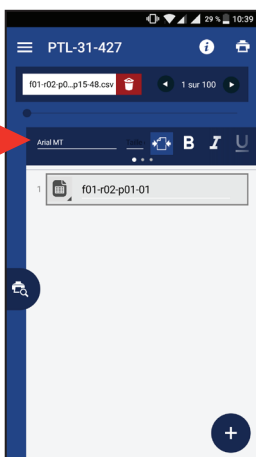 29 % 10:39
PTL-31-427
f01-r02-p0...p15-48.csv 1 sur 100
Arial MT B I U
1 f01-r02-p01-01